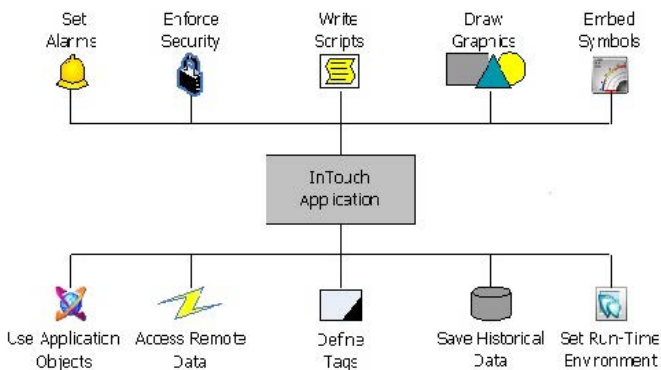 Set
Alarms
Enforce
Security
Write
Scripts
Draw
Graphics
Embed
Symbols
InTouch
Application
Use Application
Objects
Access Remote
Data
Define
Tags
Save Historical
Data
Set Run-Time
Environment